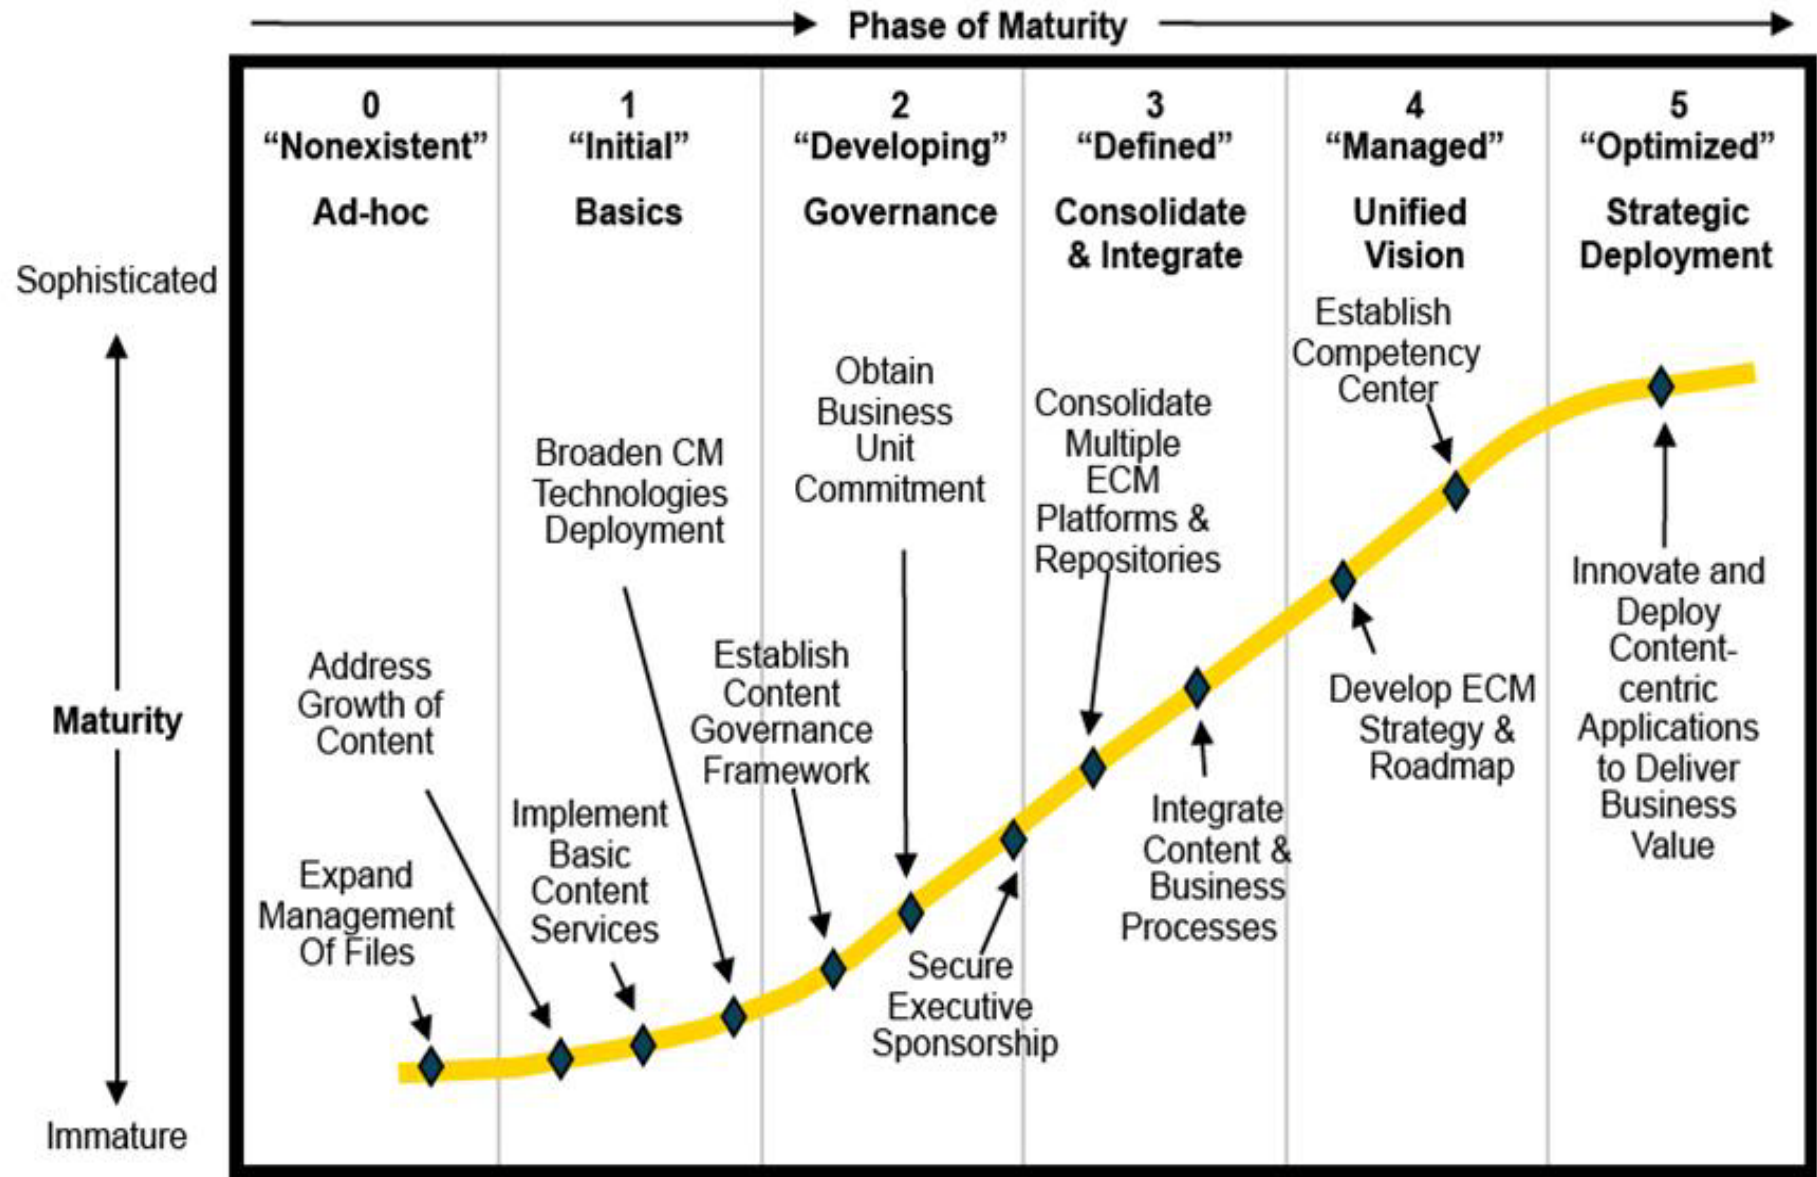 Phase of Maturity
0
“Nonexistent”
Ad-hoc
1
“Initial”
Basics
2
“Developing”
Governance
3
“Defined”
Consolidate
& Integrate
4
“Managed”
Unified
Vision
5
“Optimized”
Strategic
Deployment
Sophisticated
Maturity
Immature
Expand
Management
Of Files
Address
Growth of
Content
Implement
Basic
Content
Services
Broaden CM
Technologies
Deployment
Establish
Content
Governance
Framework
Obtain
Business
Unit
Commitment
Secure
Executive
Sponsorship
Consolidate
Multiple
ECM
Platforms &
Repositories
Integrate
Content &
Business
Processes
Develop ECM
Strategy &
Roadmap
Establish
Competency
Center
Innovate and
Deploy
Content-
centric
Applications
to Deliver
Business
Value